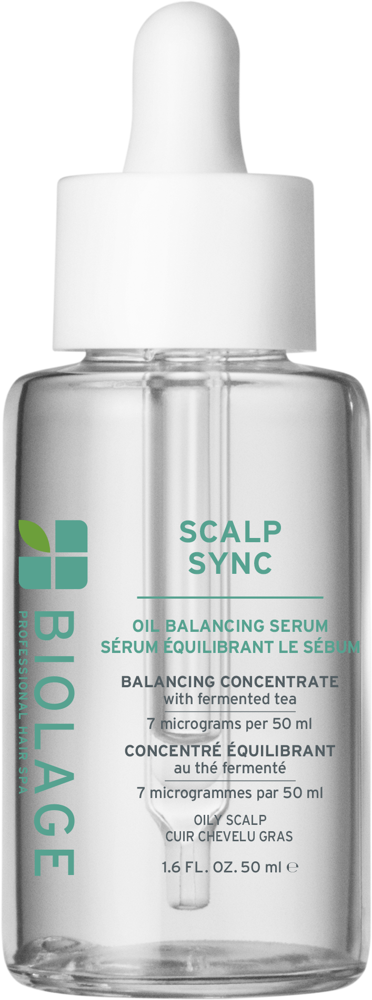 SCALP
SYNC
OIL BALANCING SERUM
SÉRUM ÉQUILIBRANT LE SÉBUM
BALANCING CONCENTRATE
with fermented tea
7 micrograms per 50 ml
CONCENTRÉ ÉQUILIBRANT
au thé fermenté
7 microgrammes par 50 ml
OILY SCALP
CUIR CHEVELU GRAS
1.6 FL. OZ. 50 ml ℮
BIOLAGE
PROFESSIONAL HAIR SPA